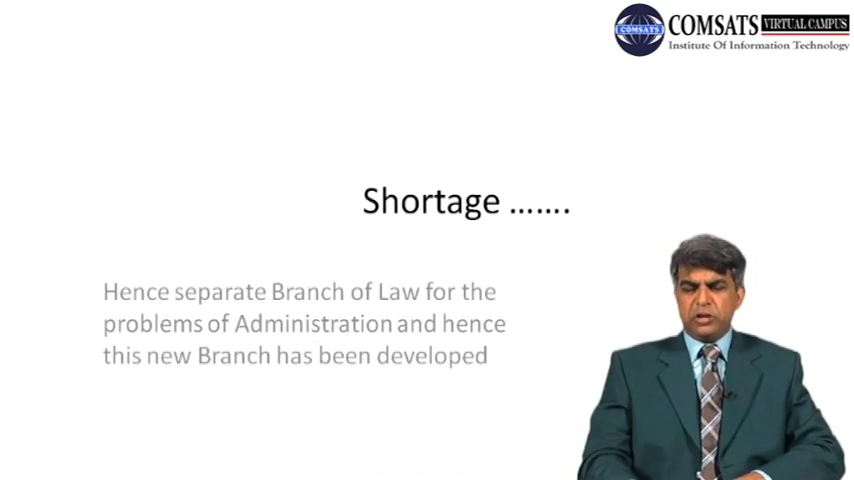 COMSATS VIRTUAL CAMPUS
Institute Of Information Technology
COMSATS
Shortage .......
Hence separate Branch of Law for the
problems of Administration and hence
this new Branch has been developed